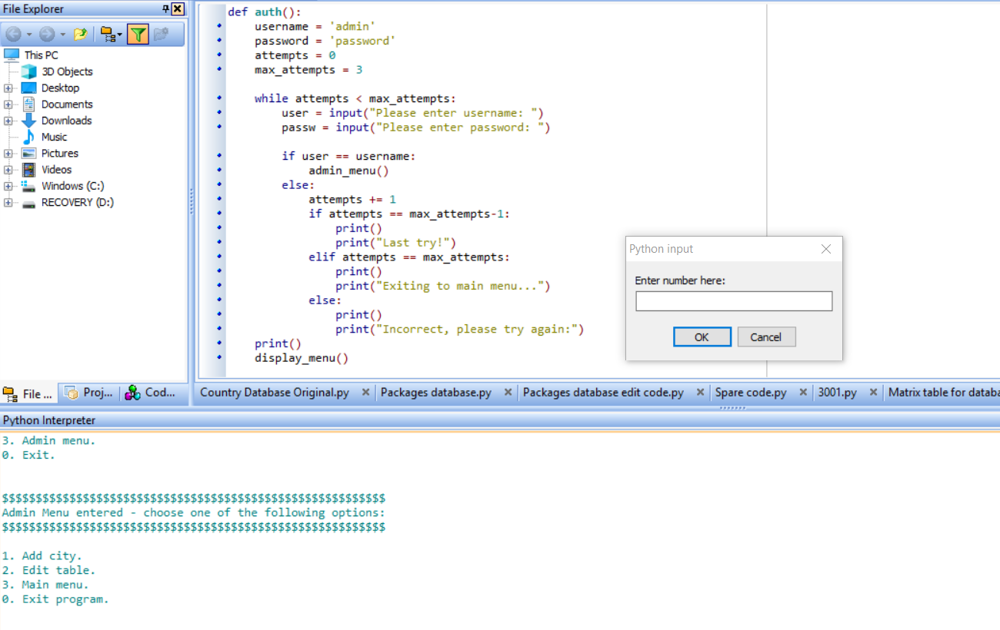 File Explorer
This PC
3D Objects
Desktop
Documents
Downloads
Music
Pictures
Videos
Windows (C:)
RECOVERY (D:)
File ...
Proj...
Cod...
def auth():
username = 'admin'
password = 'password'
attempts = 0
max_attempts = 3
while attempts < max_attempts:
user = input("Please enter username: ")
passw = input("Please enter password: ")
if user == username:
admin_menu()
else:
attempts += 1
if attempts == max_attempts-1:
print()
print("Last try!")
elif attempts == max_attempts:
print()
print("Exiting to main menu...")
else:
print()
print("Incorrect, please try again:")
print()
display_menu()
Python input
Enter number here:
OK Cancel
Country Database Original.py Packages database.py Packages database edit code.py Spare code.py 3001.py Matrix table for databa
Python Interpreter
3. Admin menu.
0. Exit.
$$$$$$$$$$$$$$$$$$$$$$$$$$$$$$$$$$$$$$$$$$$$$$$$$$$$$$$$$
Admin Menu entered - choose one of the following options:
$$$$$$$$$$$$$$$$$$$$$$$$$$$$$$$$$$$$$$$$$$$$$$$$$$$$$$$$$
1. Add city.
2. Edit table.
3. Main menu.
0. Exit program.